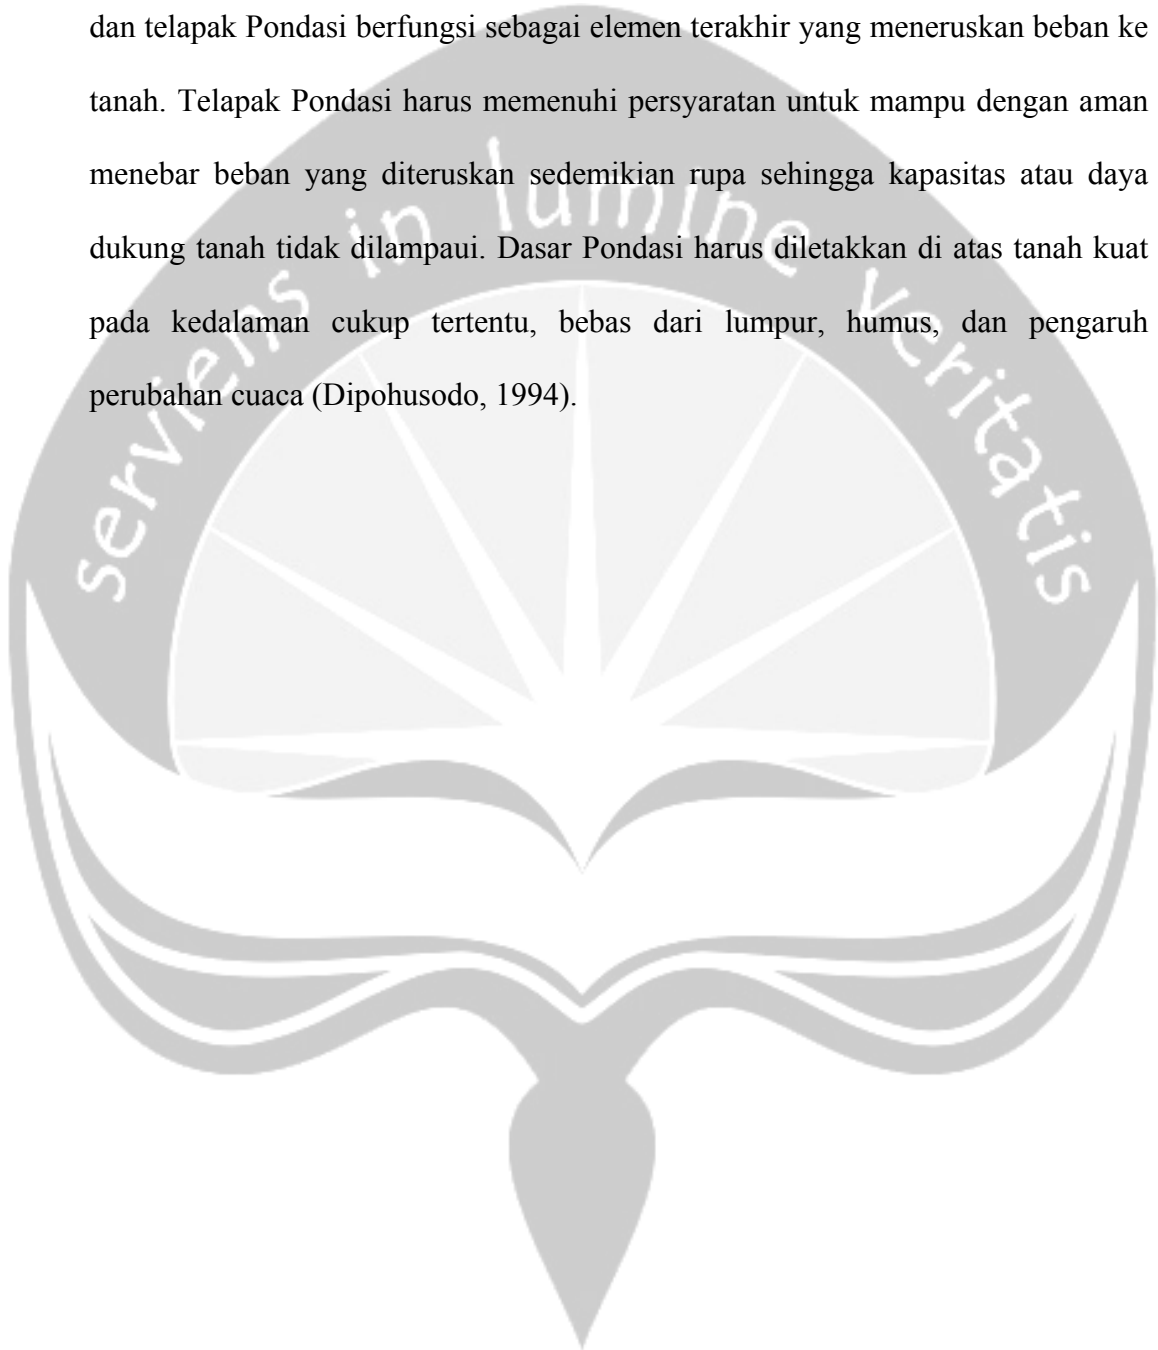 dan telapak Pondasi berfungsi sebagai elemen terakhir yang meneruskan beban ke
tanah. Telapak Pondasi harus memenuhi persyaratan untuk mampu dengan aman
menebar beban yang diteruskan sedemikian rupa sehingga kapasitas atau daya
dukung tanah tidak dilampaui. Dasar Pondasi harus diletakkan di atas tanah kuat
pada kedalaman cukup tertentu, bebas dari lumpur, humus, dan pengaruh
perubahan cuaca (Dipohusodo, 1994).
serviens in lumine veritatis